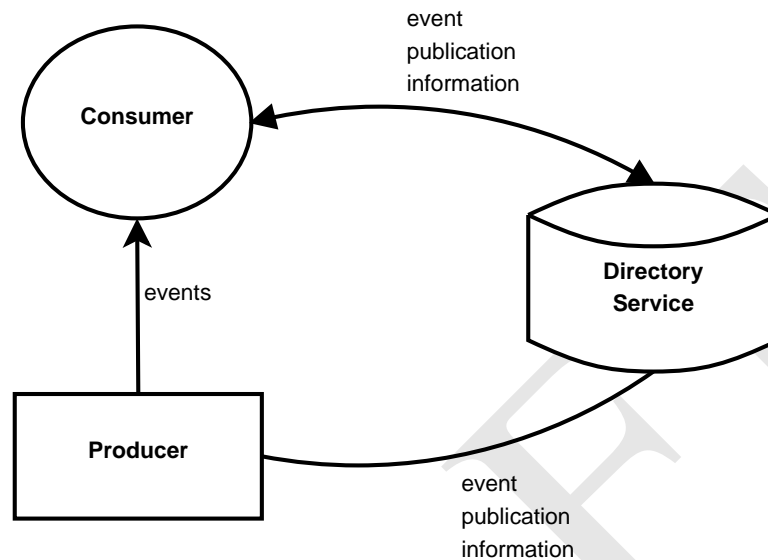 event
publication
information
Consumer
Directory
Service
events
Producer
event
publication
information